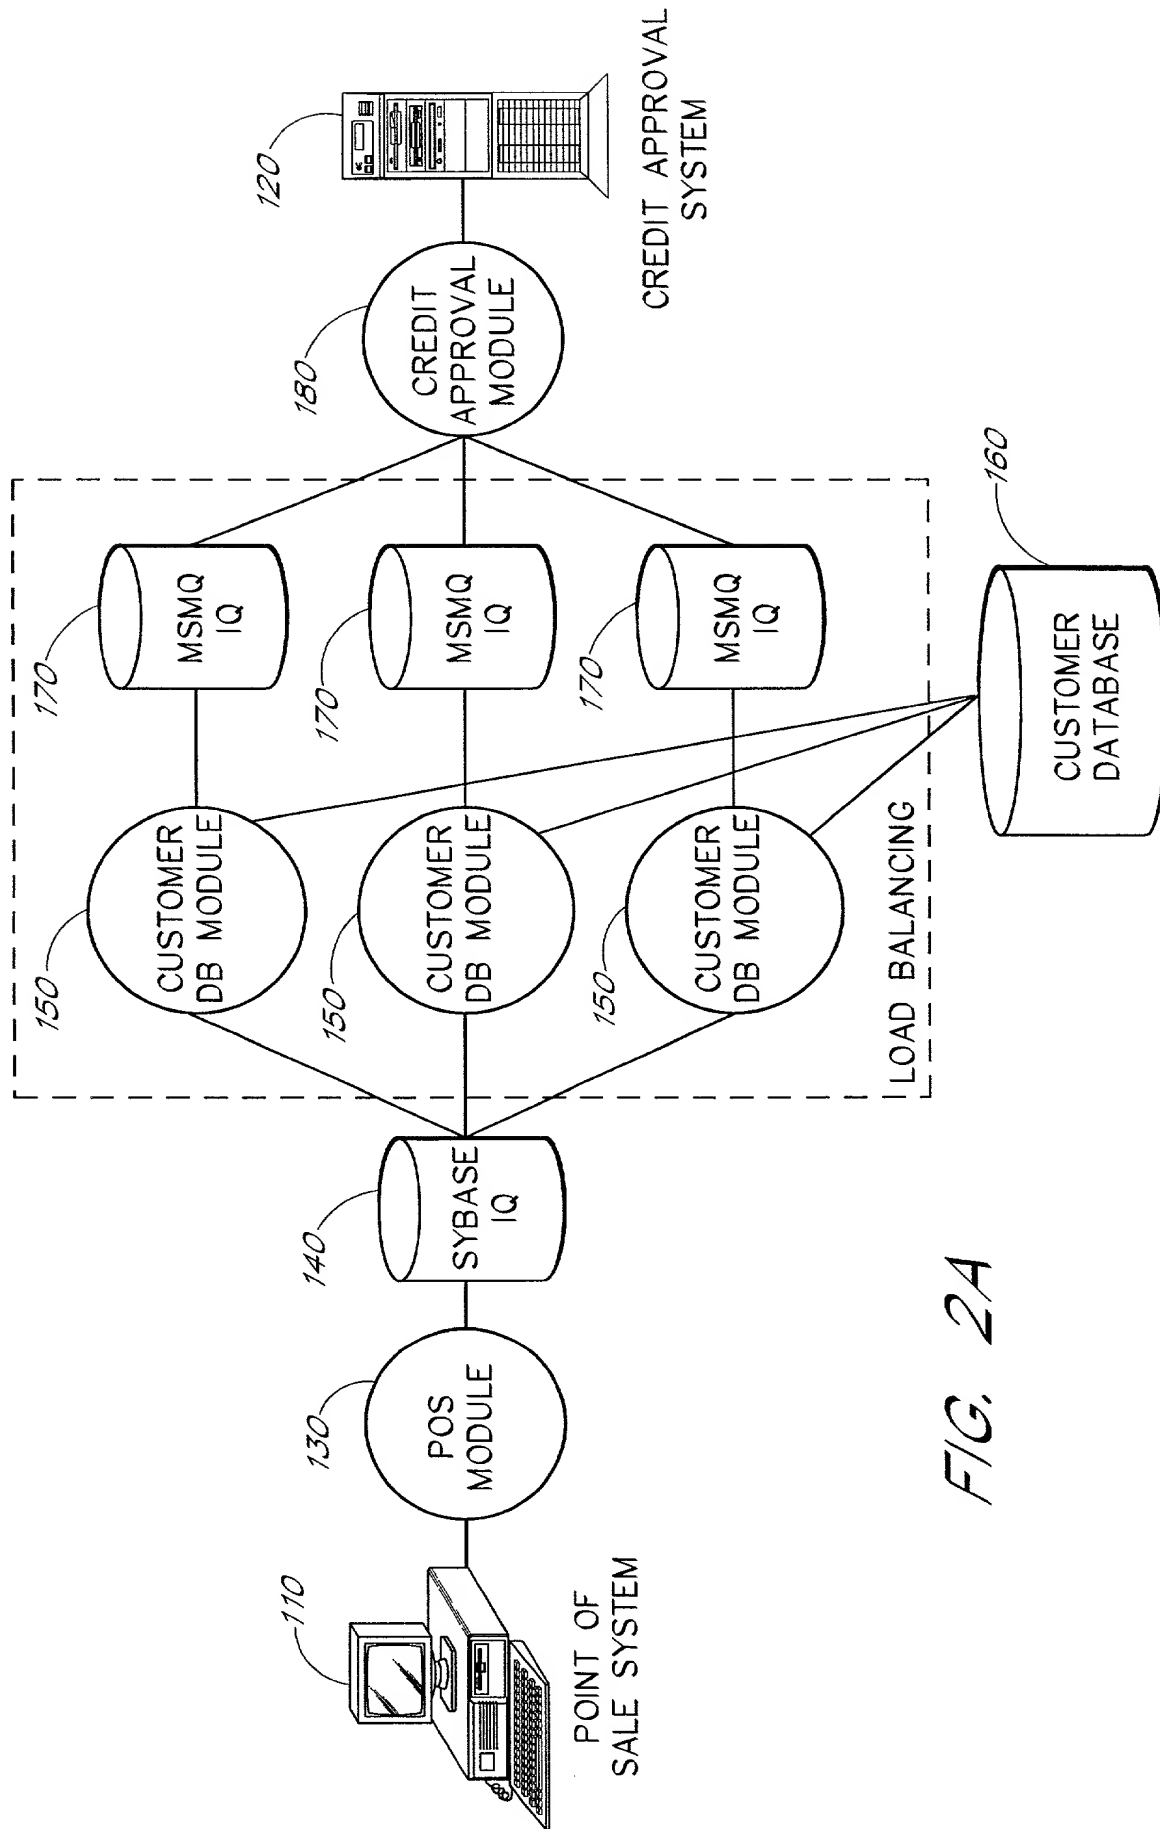 110
POINT OF
SALE SYSTEM
130
POS
MODULE
140
SYBASE
IQ
150
CUSTOMER
DB MODULE
150
CUSTOMER
DB MODULE
150
CUSTOMER
DB MODULE
170
MSMQ
IQ
170
MSMQ
IQ
170
MSMQ
IQ
LOAD BALANCING
160
CUSTOMER
DATABASE
180
CREDIT
APPROVAL
MODULE
120
CREDIT APPROVAL
SYSTEM
FIG. 2A